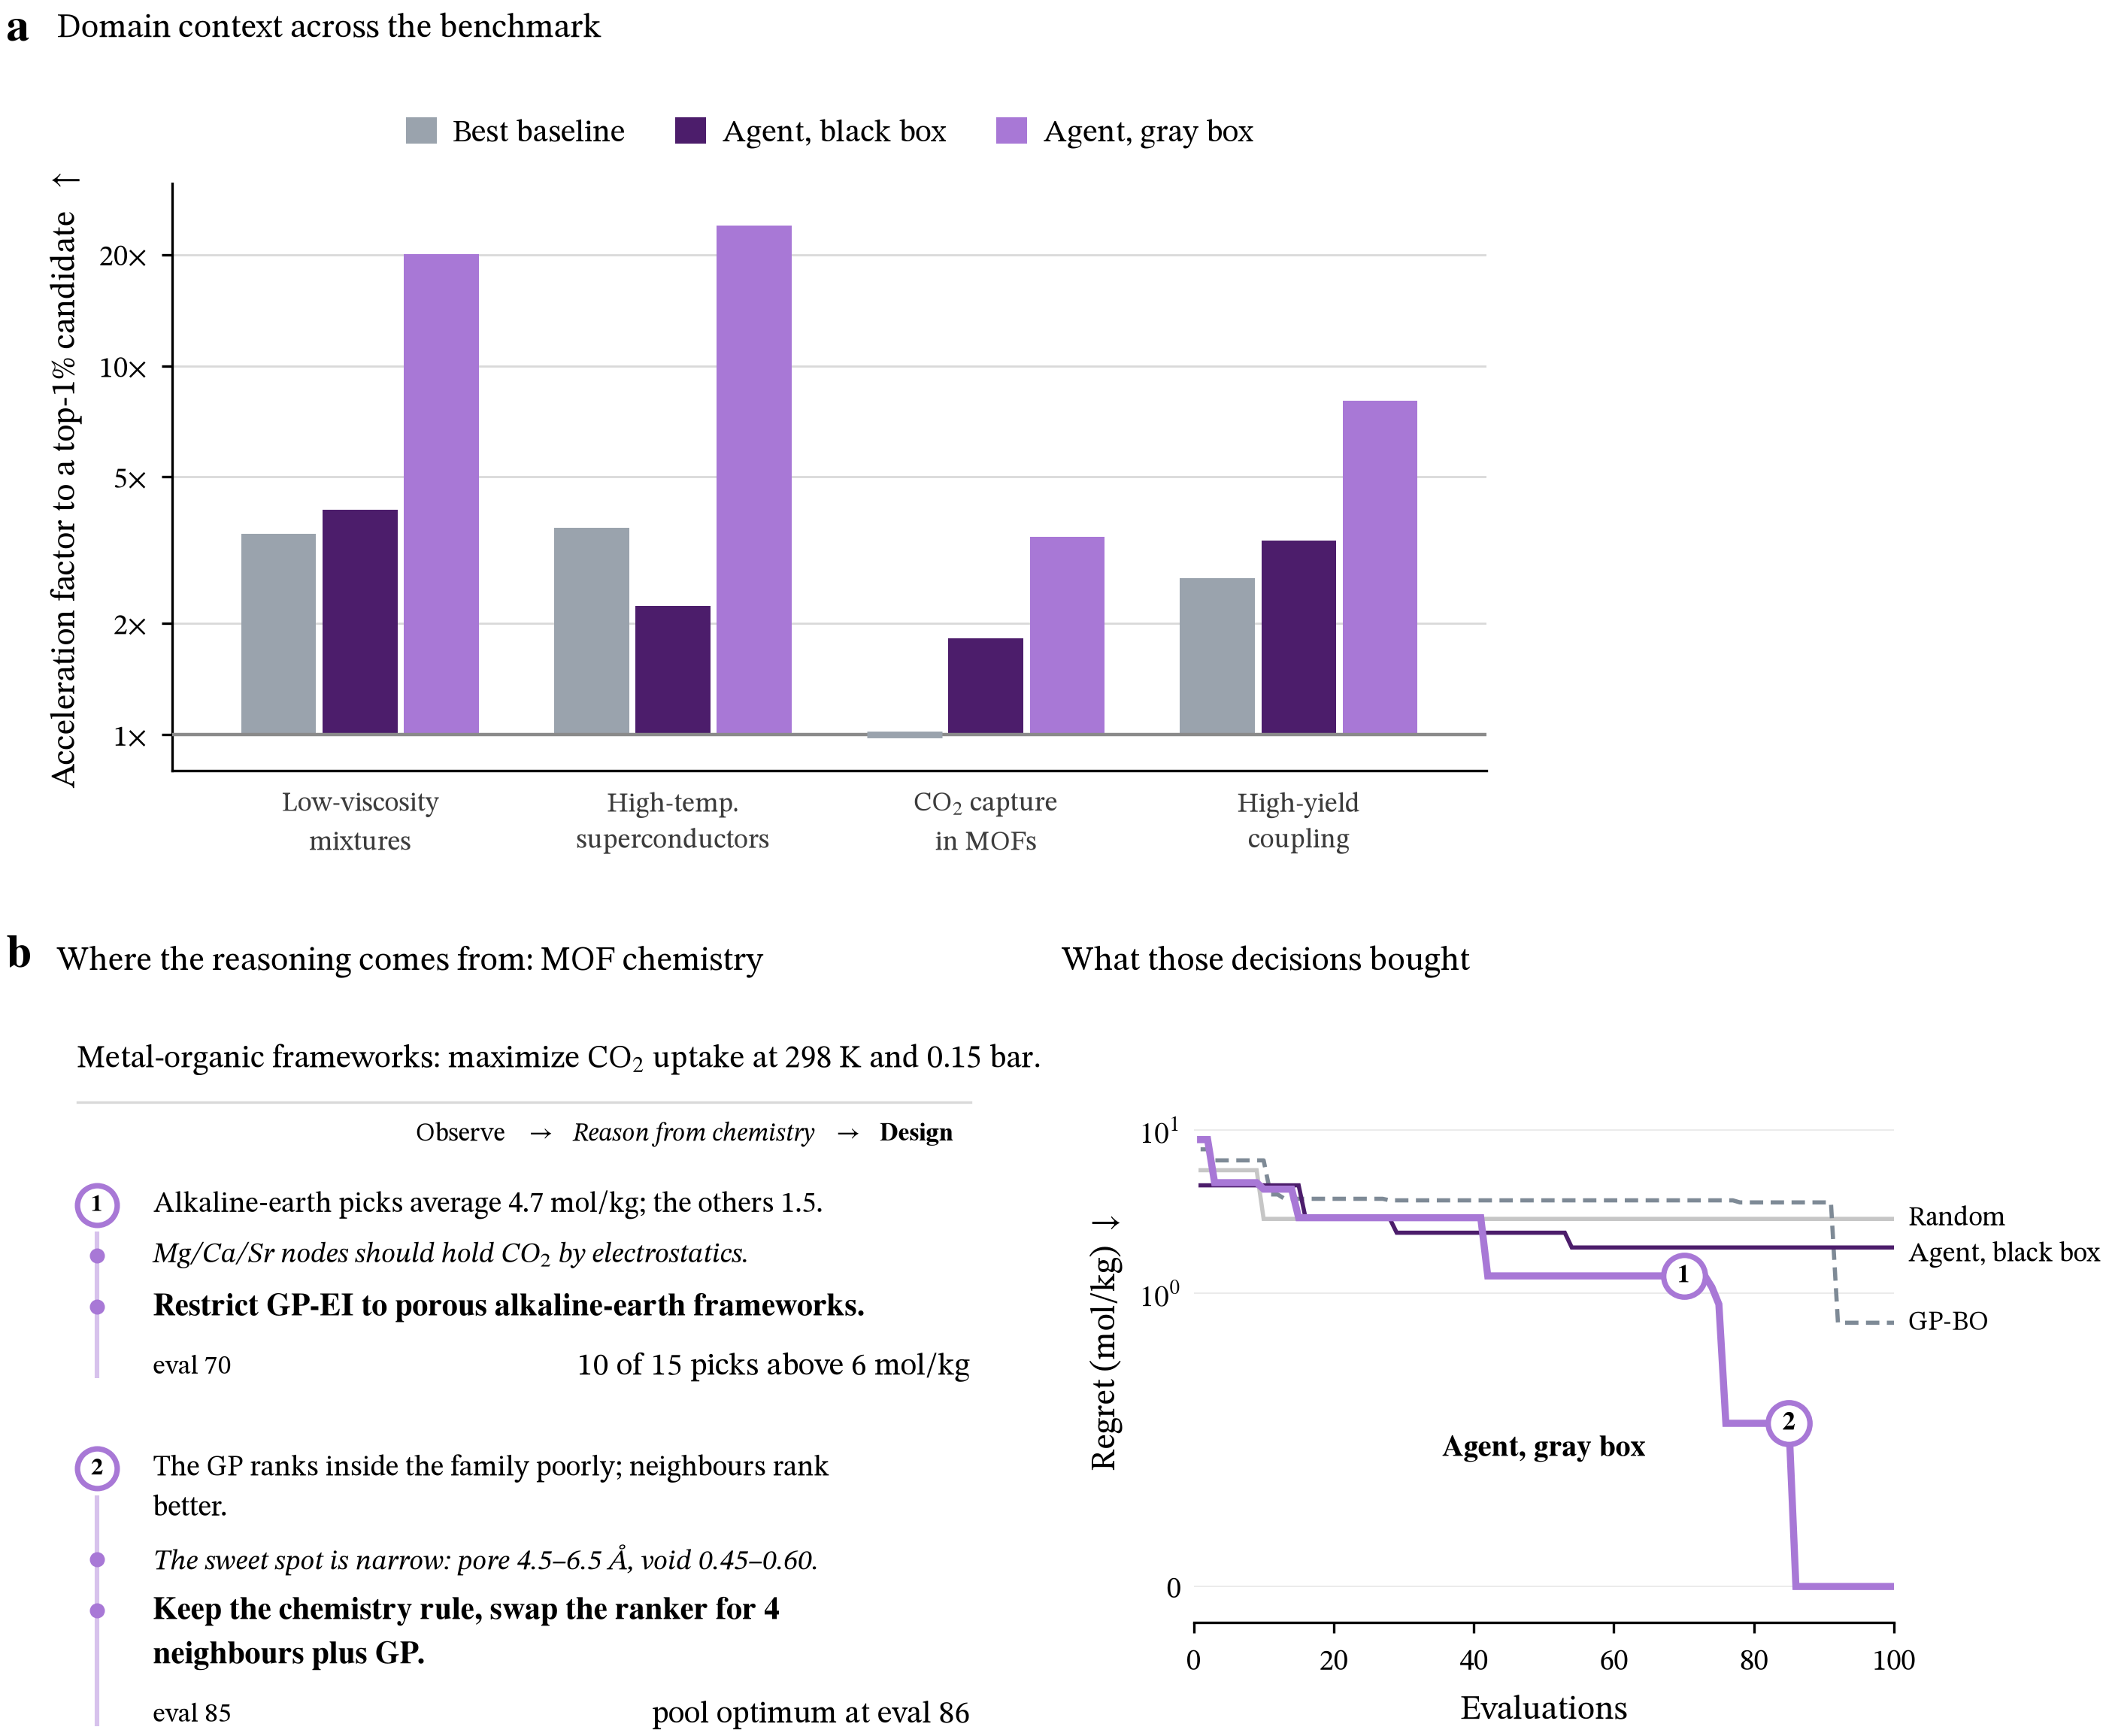 a Domain context across the benchmark
Best baseline
Agent, black box
Agent, gray box
Acceleration factor to a top-1% candidate ↑
20×
10×
5×
2×
1×
Low-viscosity
mixtures
High-temp.
superconductors
CO₂ capture
in MOFs
High-yield
coupling
b Where the reasoning comes from: MOF chemistry
Metal-organic frameworks: maximize CO₂ uptake at 298 K and 0.15 bar.
Observe → Reason from chemistry → Design
1 Alkaline-earth picks average 4.7 mol/kg; the others 1.5.
Mg/Ca/Sr nodes should hold CO₂ by electrostatics.
Restrict GP-EI to porous alkaline-earth frameworks.
eval 70 10 of 15 picks above 6 mol/kg
2 The GP ranks inside the family poorly; neighbours rank
better.
The sweet spot is narrow: pore 4.5–6.5 Å, void 0.45–0.60.
Keep the chemistry rule, swap the ranker for 4
neighbours plus GP.
eval 85 pool optimum at eval 86
What those decisions bought
Regret (mol/kg) →
10¹
10⁰
0
1
2
Random
Agent, black box
GP-BO
Agent, gray box
0 20 40 60 80 100
Evaluations